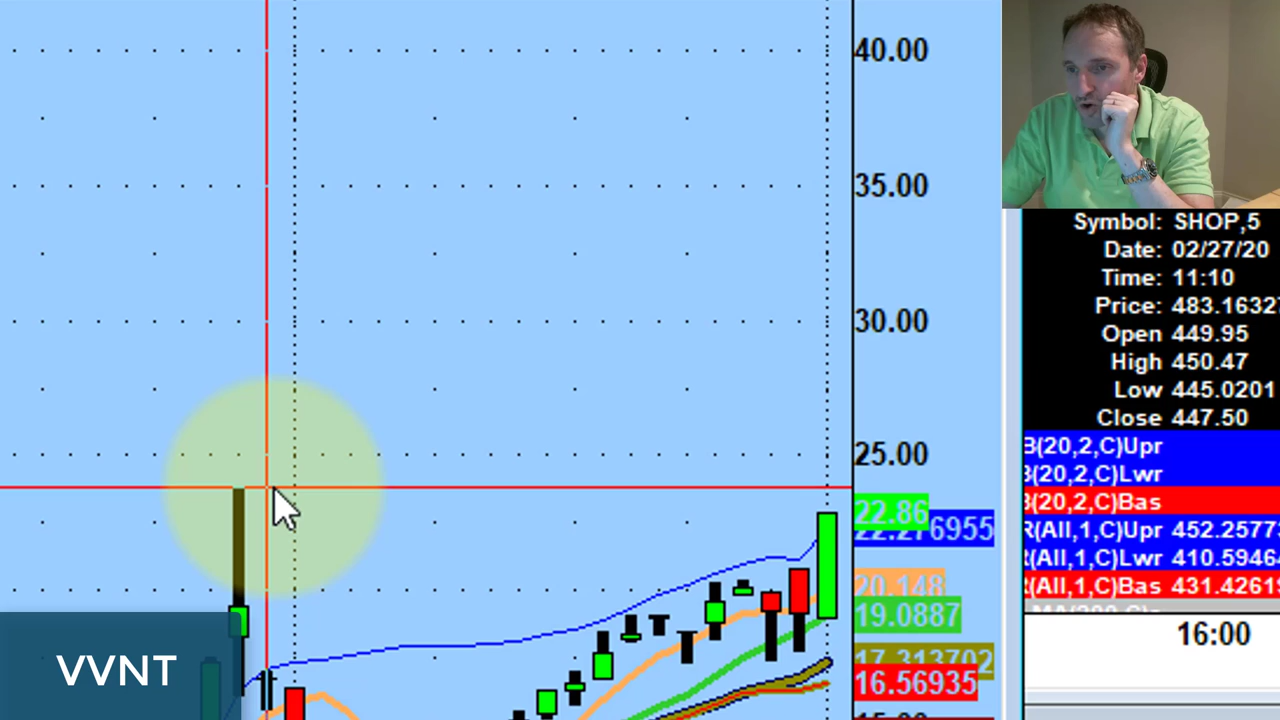 40.00
35.00
30.00
25.00
22.86
20.148
19.0887
17.313702
16.56935
VVNT
Symbol: SHOP,5
Date: 02/27/20
Time: 11:10
Price: 483.1632
Open 449.95
High 450.47
Low 445.0201
Close 447.50
B(20,2,C)Upr
B(20,2,C)Lwr
B(20,2,C)Bas
R(All,1,C)Upr 452.2577
R(All,1,C)Lwr 410.5946
R(All,1,C)Bas 431.4261
16:00